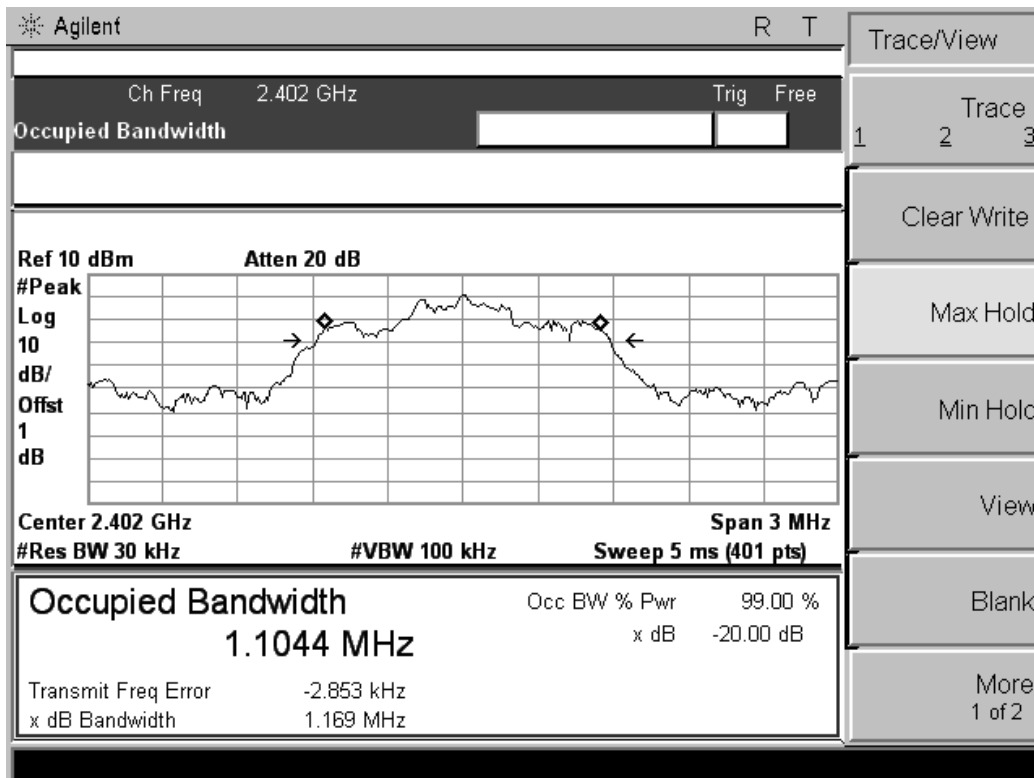 Agilent R T
Ch Freq 2.402 GHz Trig Free
Occupied Bandwidth
Ref 10 dBm Atten 20 dB
#Peak
Log
10
dB/
Offst
1
dB
Center 2.402 GHz Span 3 MHz
#Res BW 30 kHz #VBW 100 kHz Sweep 5 ms (401 pts)
Occupied Bandwidth
1.1044 MHz
Occ BW % Pwr 99.00 %
x dB -20.00 dB
Transmit Freq Error -2.853 kHz
x dB Bandwidth 1.169 MHz
Trace/View
Trace
1 2 3
Clear Write
Max Hold
Min Hold
View
Blank
More
1 of 2